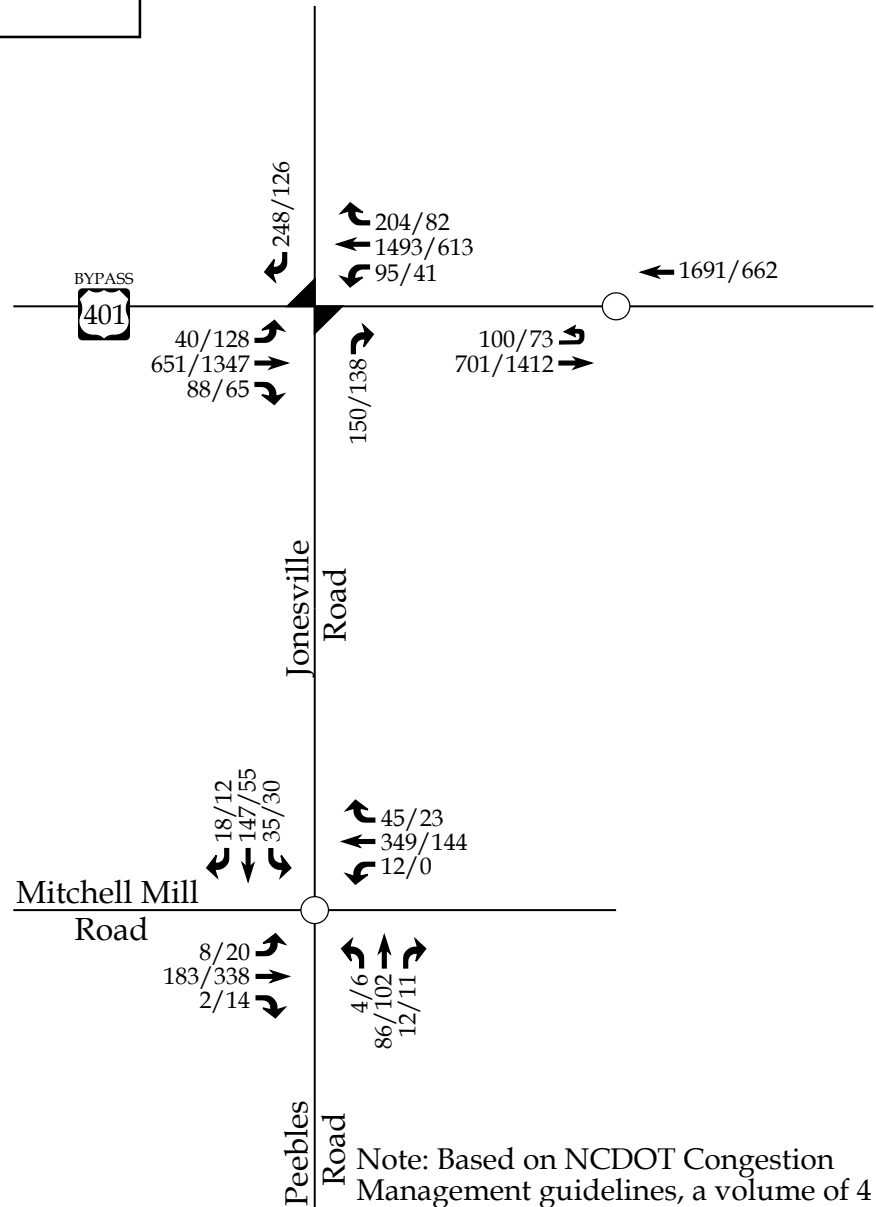 248/126
204/82
1493/613
95/41
1691/662
BYPASS
401
40/128
651/1347
88/65
150/138
100/73
701/1412
Jonesville
Road
18/12
147/55
35/30
45/23
349/144
12/0
Mitchell Mill
Road
8/20
183/338
2/14
4/6
86/102
12/11
Peebles
Road
Note: Based on NCDOT Congestion
Management guidelines, a volume of 4